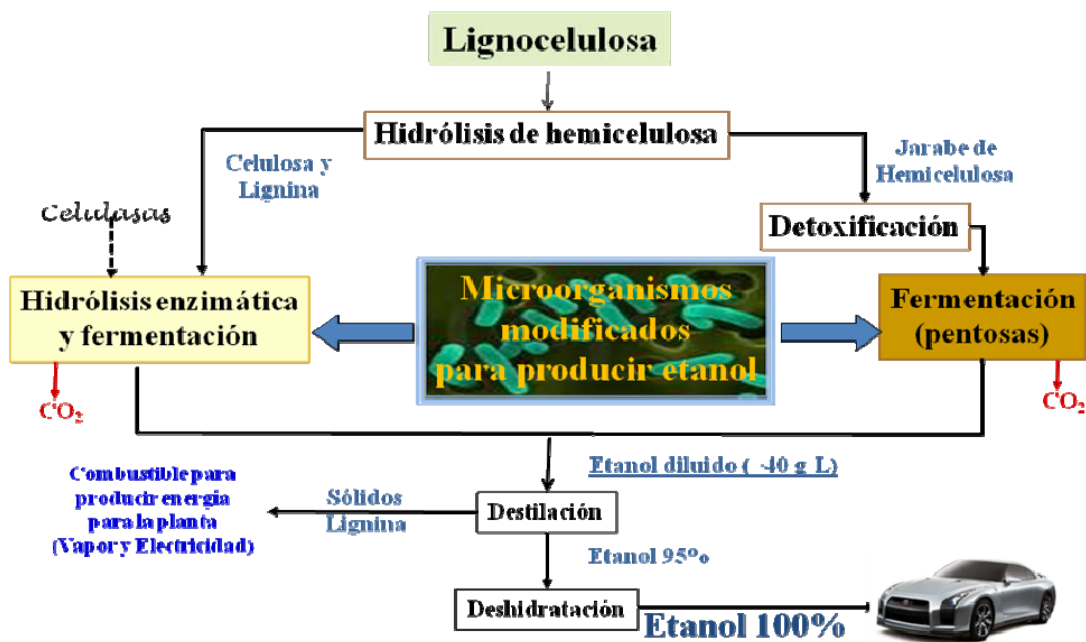 Lignocelulosa
Hidrólisis de hemicelulosa
Celulosa y
Lignina
Jarabe de
Hemicelulosa
Celulasas
Detoxificación
Hidrólisis enzimática
y fermentación
Microorganismos
modificados
para producir etanol
Fermentación
(pentosas)
CO₂
CO₂
Etanol diluido ( ~40 g L)
Combustible para
producir energía
para la planta
(Vapor y Electricidad)
Sólidos
Lignina
Destilación
Etanol 95%
Deshidratación
Etanol 100%